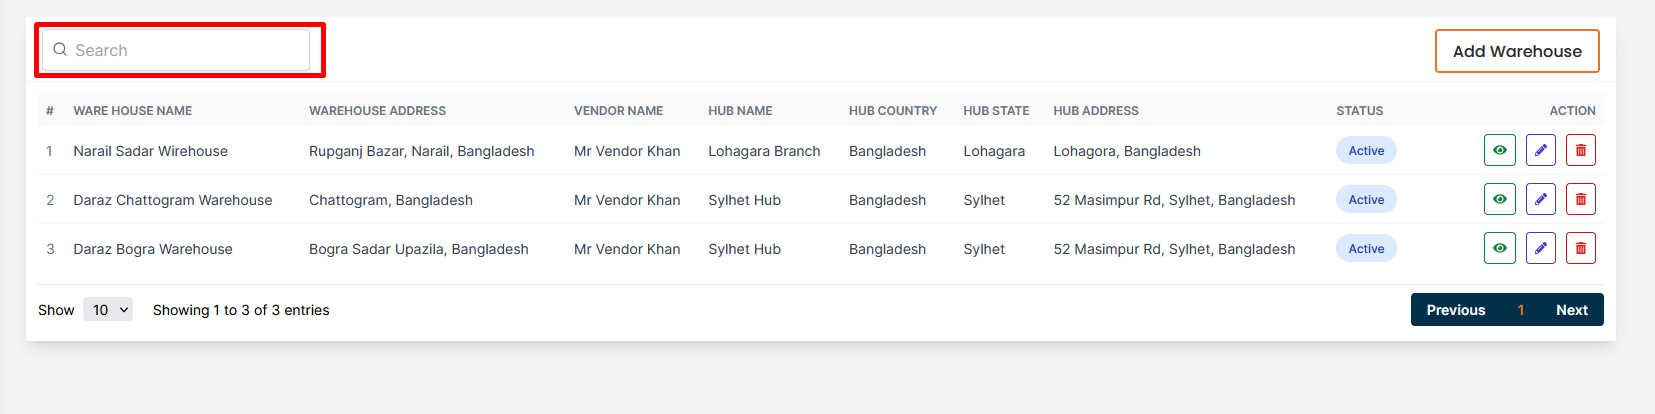 Search
Add Warehouse
# WARE HOUSE NAME WAREHOUSE ADDRESS VENDOR NAME HUB NAME HUB COUNTRY HUB STATE HUB ADDRESS STATUS ACTION
1 Narail Sadar Wirehouse Rupganj Bazar, Narail, Bangladesh Mr Vendor Khan Lohagara Branch Bangladesh Lohagara Lohagora, Bangladesh Active
2 Daraz Chattogram Warehouse Chattogram, Bangladesh Mr Vendor Khan Sylhet Hub Bangladesh Sylhet 52 Masimpur Rd, Sylhet, Bangladesh Active
3 Daraz Bogra Warehouse Bogra Sadar Upazila, Bangladesh Mr Vendor Khan Sylhet Hub Bangladesh Sylhet 52 Masimpur Rd, Sylhet, Bangladesh Active
Show 10 Showing 1 to 3 of 3 entries Previous 1 Next